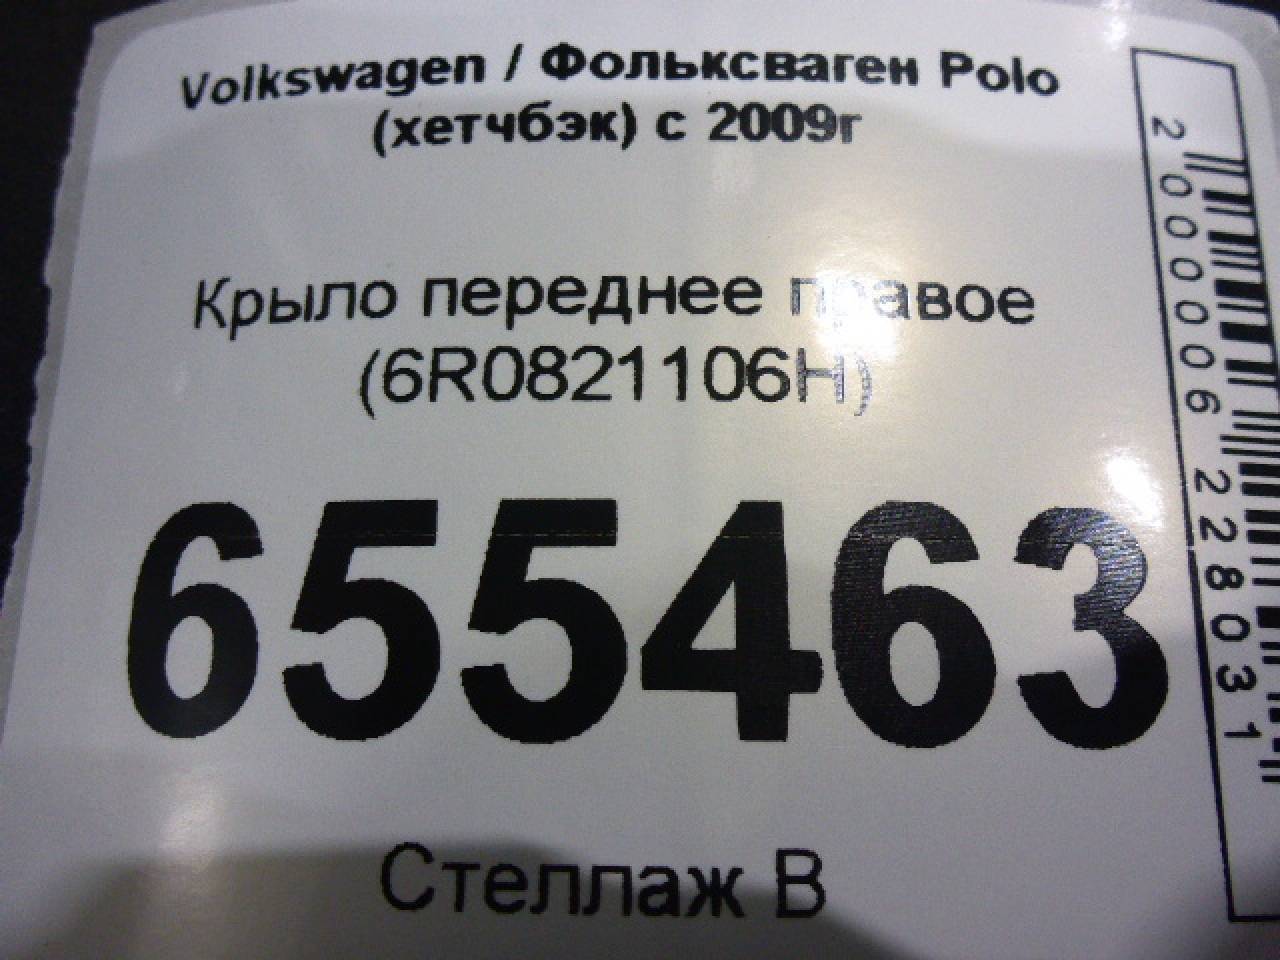 Volkswagen / Фольксваген Polo
(хетчбэк) с 2009г
Крыло переднее правое
(6R0821106H)
655463
Стеллаж В
2000006228031